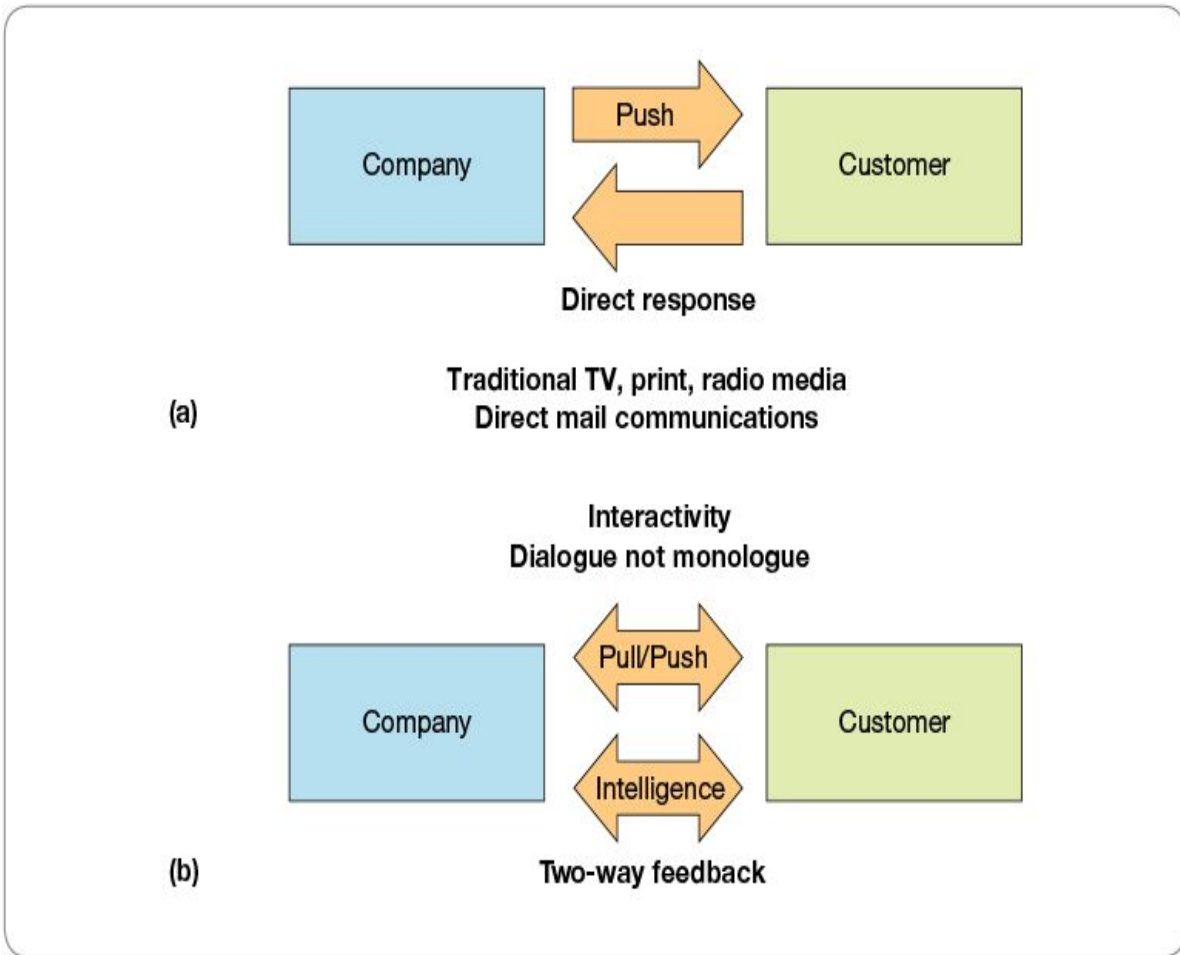 Company
Push
Customer
Direct response
Traditional TV, print, radio media
Direct mail communications
(a)
Interactivity
Dialogue not monologue
Company
Pull/Push
Intelligence
Customer
Two-way feedback
(b)